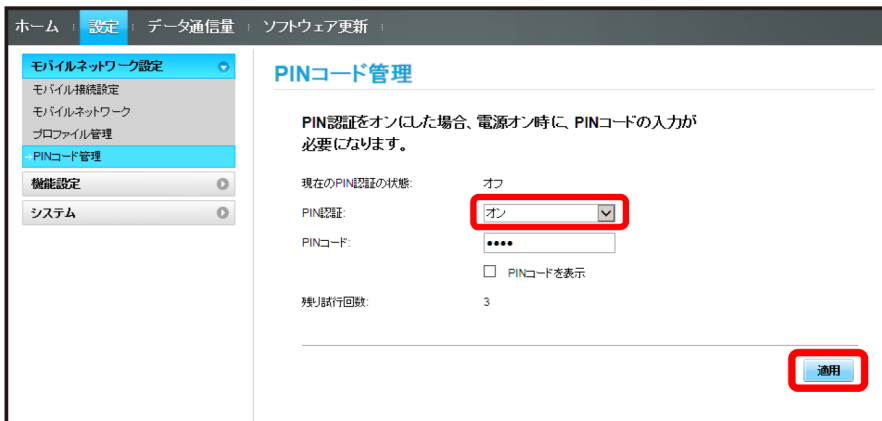 ホーム 設定 データ通信量 ソフトウェア更新
モバイルネットワーク設定
モバイル接続設定
モバイルネットワーク
プロファイル管理
PINコード管理
機能設定
システム
PINコード管理
PIN認証をオンにした場合、電源オン時に、PINコードの入力が
必要になります。
現在のPIN認証の状態: オフ
PIN認証: オン
PINコード: ••••
PINコードを表示
残り試行回数: 3
適用